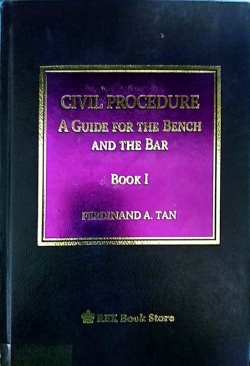 CIVIL PROCEDURE
A GUIDE FOR THE BENCH
AND THE BAR
BOOK I
FERDINAND A. TAN
REX Book Store